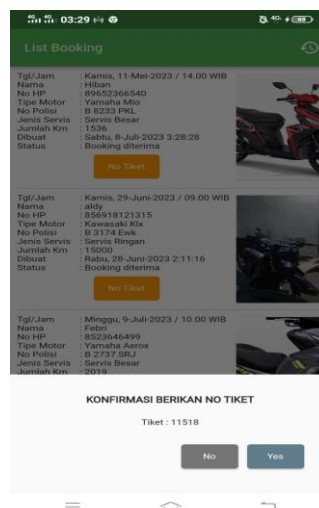 03:29
List Booking
Tgl/Jam : Kamis, 11-Mei-2023 / 14.00 WIB
Nama : Hiban
No HP : 89652366540
Tipe Motor : Yamaha Mio
No Polisi : B 8233 PKL
Jenis Servis : Servis Besar
Jumlah Km : 1536
Dibuat : Sabtu, 8-Juli-2023 3:28:28
Status : Booking diterima
No Tiket
Tgl/Jam : Kamis, 29-Juni-2023 / 09.00 WIB
Nama : aldy
No HP : 856918121315
Tipe Motor : Kawasaki Klx
No Polisi : B 3174 Ewk
Jenis Servis : Servis Ringan
Jumlah Km : 15000
Dibuat : Rabu, 28-Juni-2023 2:11:16
Status : Booking diterima
No Tiket
Tgl/Jam : Minggu, 9-Juli-2023 / 10.00 WIB
Nama : Febri
No HP : 8523646499
Tipe Motor : Yamaha Aerox
No Polisi : B 2737 SRJ
Jenis Servis : Servis Besar
Jumlah Km : 2019
KONFIRMASI BERIKAN NO TIKET
Tiket : 11518
No Yes